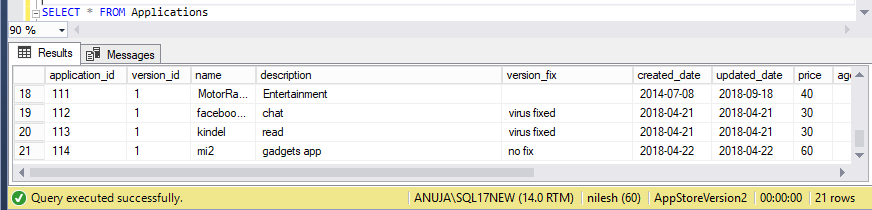 SELECT * FROM Applications
90 %
Results Messages
application_id version_id name description version_fix created_date updated_date price
18 111 1 MotorRa... Entertainment 2014-07-08 2018-09-18 40
19 112 1 faceboo... chat virus fixed 2018-04-21 2018-04-21 30
20 113 1 kindel read virus fixed 2018-04-21 2018-04-21 30
21 114 1 mi2 gadgets app no fix 2018-04-22 2018-04-22 60
Query executed successfully. ANUJA\SQL17NEW (14.0 RTM) nilesh (60) AppStoreVersion2 00:00:00 21 rows